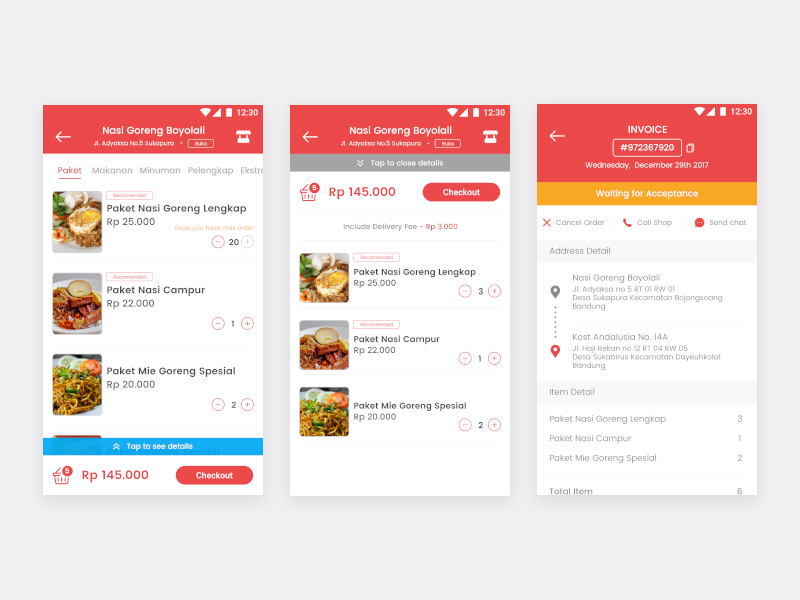 12:30
Nasi Goreng Boyolali
Jl. Adyaksa No.5 Sukapura - Buka
Paket Makanan Minuman Pelengkap Ekstra
Recomended
Paket Nasi Goreng Lengkap
Rp 25.000
Oops you have max order
20
Recomended
Paket Nasi Campur
Rp 22.000
1
Paket Mie Goreng Spesial
Rp 20.000
2
Tap to see details
5
Rp 145.000
Checkout
12:30
Nasi Goreng Boyolali
Jl. Adyaksa No.5 Sukapura - Buka
Tap to close details
5
Rp 145.000
Checkout
Include Delivery Fee - Rp 3.000
Recomended
Paket Nasi Goreng Lengkap
Rp 25.000
3
Recomended
Paket Nasi Campur
Rp 22.000
1
Paket Mie Goreng Spesial
Rp 20.000
2
12:30
INVOICE
#972367920
Wednesday, December 29th 2017
Waiting for Acceptance
Cancel Order Call Shop Send chat
Address Detail
Nasi Goreng Boyolali
Jl. Adyaksa no 5 RT 01 RW 01
Desa Sukapura Kecamatan Bojongsoang
Bandung
Kost Andalusia No. 14A
Jl. Haji Rekan no 12 RT 04 RW 05
Desa Sukabirus Kecamatan Dayeuhkolot
Bandung
Item Detail
Paket Nasi Goreng Lengkap 3
Paket Nasi Campur 1
Paket Mie Goreng Spesial 2
Total Item 6